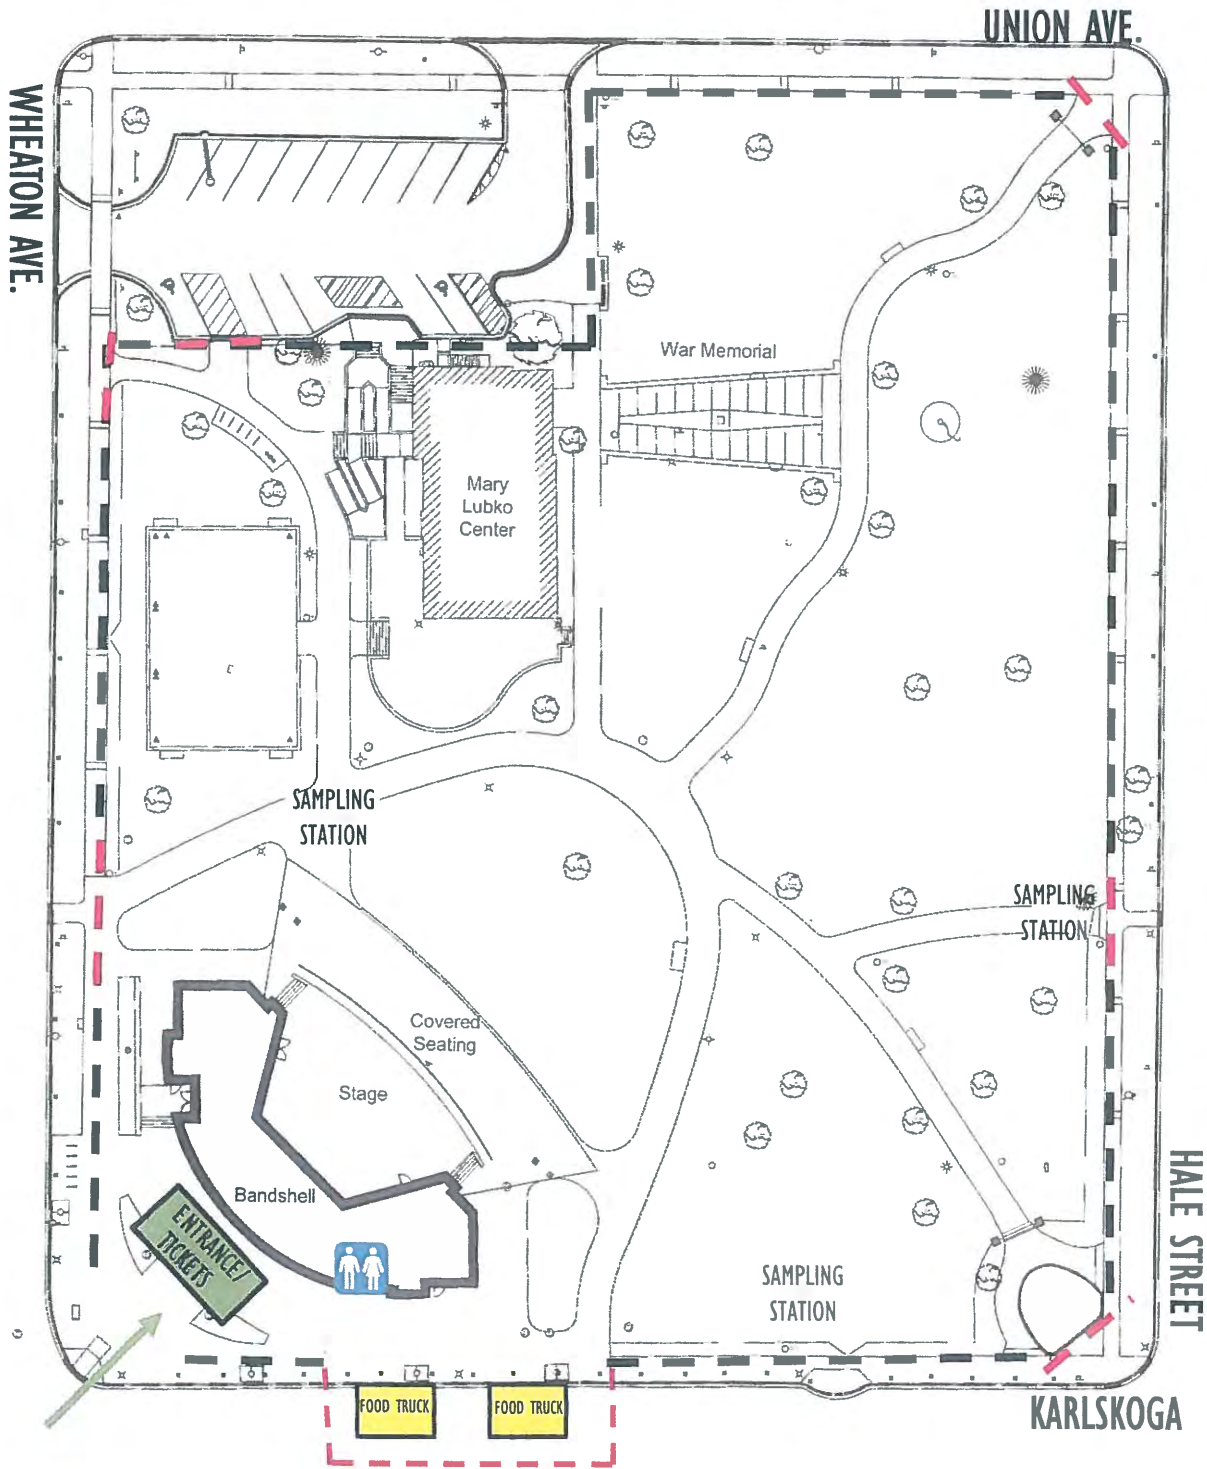 UNION AVE.
WHEATON AVE.
War Memorial
Mary
Lubko
Center
SAMPLING
STATION
SAMPLING
STATION
Covered
Seating
Stage
Bandshell
ENTRANCE/
TICKETS
SAMPLING
STATION
HALE STREET
FOOD TRUCK
FOOD TRUCK
KARLSKOGA